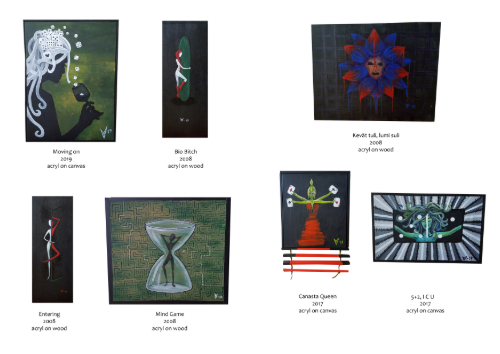 Moving on
2019
acryl on canvas
Bio Bitch
2008
acryl on wood
Kevät tuli, lumi suli
2008
acryl on wood
Entering
2008
acryl on wood
Mind Game
2008
acryl on wood
Canasta Queen
2017
acryl on canvas
5+2, I C U
2017
acryl on canvas